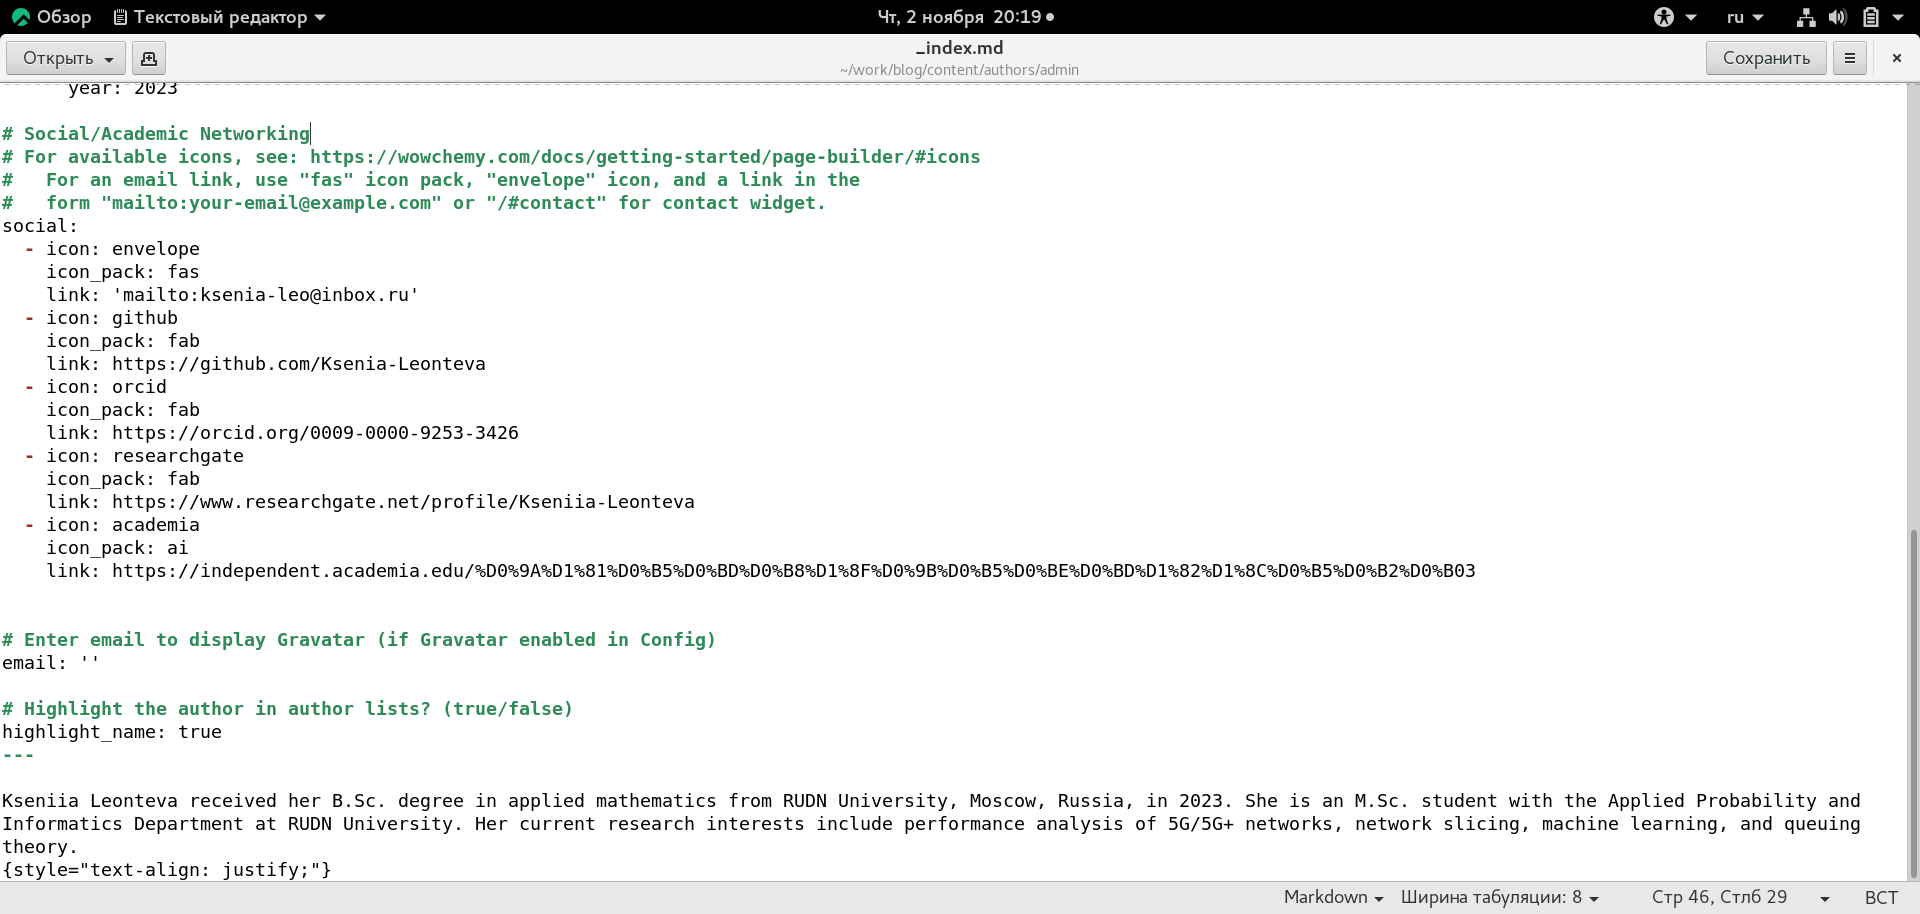 Обзор Текстовый редактор Чт, 2 ноября 20:19 ru
Открыть _index.md Сохранить
~/work/blog/content/authors/admin
year: 2023
# Social/Academic Networking
# For available icons, see: https://wowchemy.com/docs/getting-started/page-builder/#icons
#   For an email link, use "fas" icon pack, "envelope" icon, and a link in the
#   form "mailto:your-email@example.com" or "/#contact" for contact widget.
social:
  - icon: envelope
    icon_pack: fas
    link: 'mailto:ksenia-leo@inbox.ru'
  - icon: github
    icon_pack: fab
    link: https://github.com/Ksenia-Leonteva
  - icon: orcid
    icon_pack: fab
    link: https://orcid.org/0009-0000-9253-3426
  - icon: researchgate
    icon_pack: fab
    link: https://www.researchgate.net/profile/Kseniia-Leonteva
  - icon: academia
    icon_pack: ai
    link: https://independent.academia.edu/%D0%9A%D1%81%D0%B5%D0%BD%D0%B8%D1%8F%D0%9B%D0%B5%D0%BE%D0%BD%D1%82%D1%8C%D0%B5%D0%B2%D0%B03
# Enter email to display Gravatar (if Gravatar enabled in Config)
email: ''
# Highlight the author in author lists? (true/false)
highlight_name: true
---
Kseniia Leonteva received her B.Sc. degree in applied mathematics from RUDN University, Moscow, Russia, in 2023. She is an M.Sc. student with the Applied Probability and
Informatics Department at RUDN University. Her current research interests include performance analysis of 5G/5G+ networks, network slicing, machine learning, and queuing
theory.
{style="text-align: justify;"}
Markdown Ширина табуляции: 8 Стр 46, Стлб 29 ВСТ